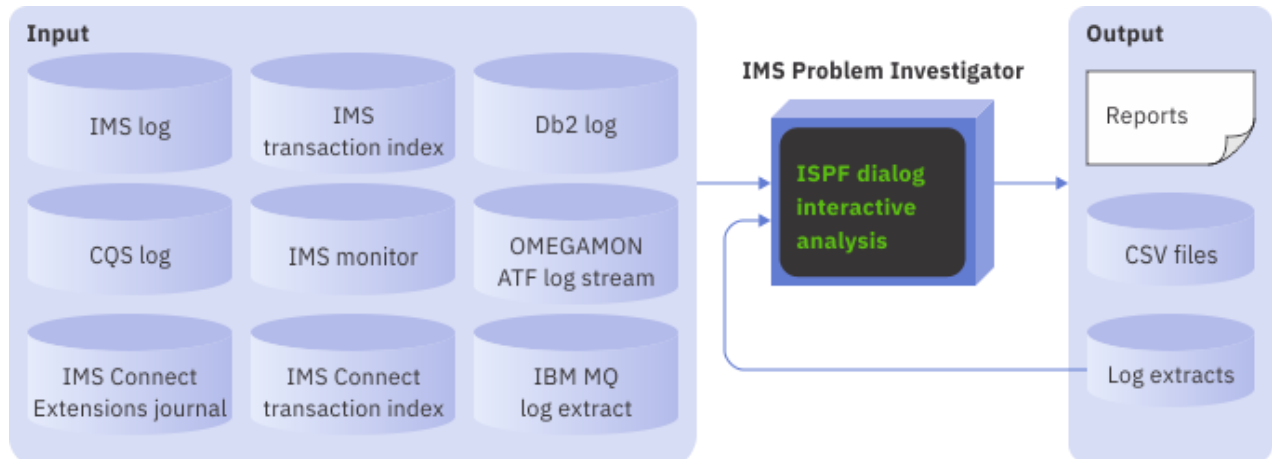 Input
IMS log
IMS
transaction index
Db2 log
CQS log
IMS monitor
OMEGAMON
ATF log stream
IMS Connect
Extensions journal
IMS Connect
transaction index
IBM MQ
log extract
IMS Problem Investigator
ISPF dialog
interactive
analysis
Output
Reports
CSV files
Log extracts